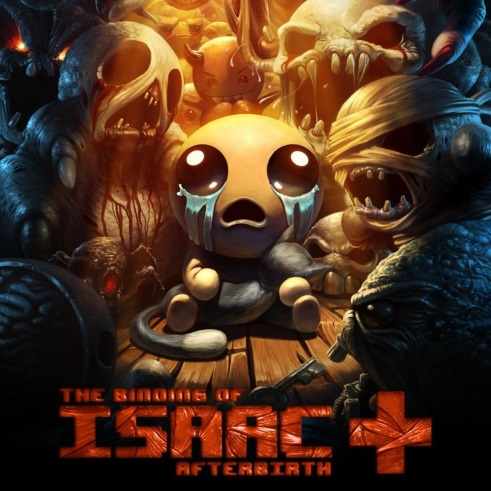 THE BINDING OF
ISAAC +
AFTERBIRTH